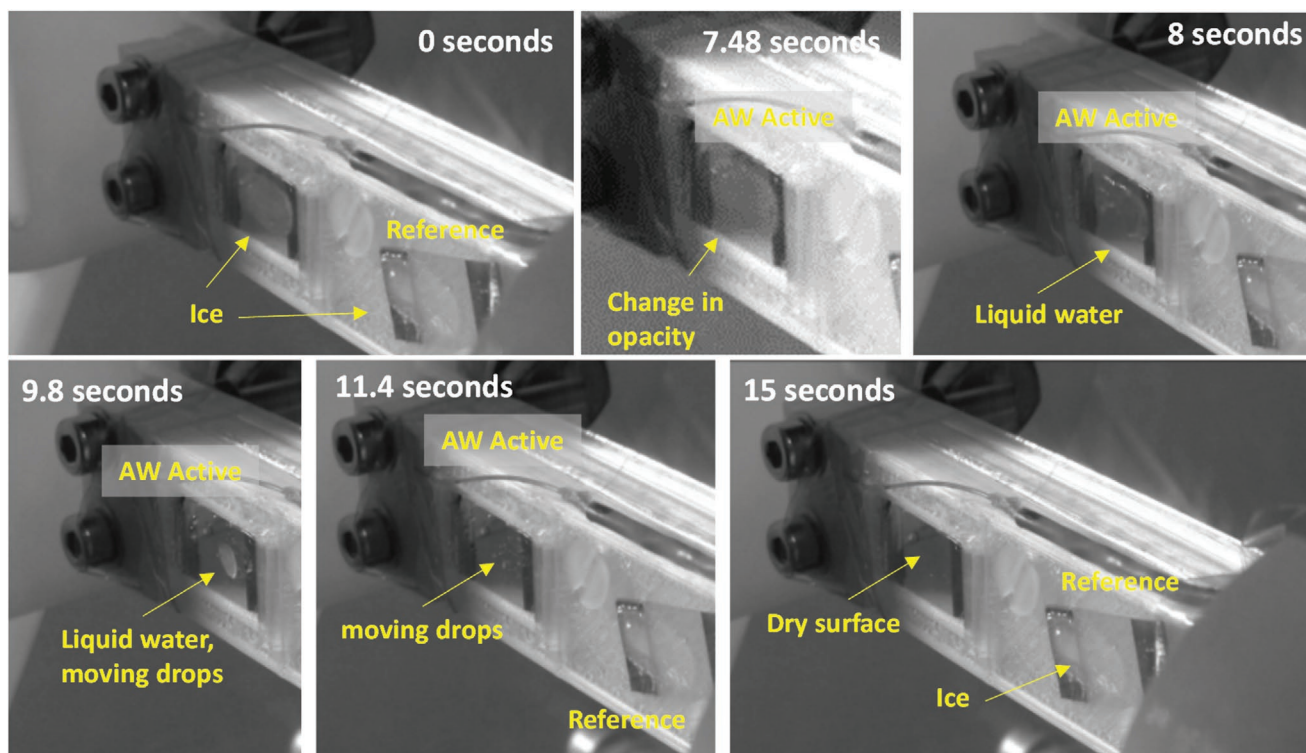 0 seconds
Reference
Ice
7.48 seconds
AW Active
Change in
opacity
8 seconds
AW Active
Liquid water
9.8 seconds
AW Active
Liquid water,
moving drops
11.4 seconds
AW Active
moving drops
Reference
15 seconds
Reference
Dry surface
Ice